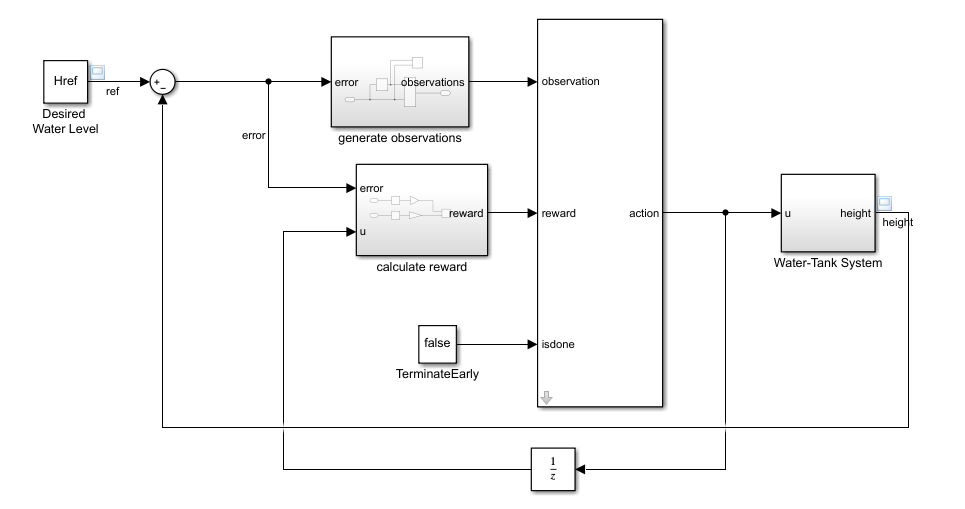 Href
ref
Desired
Water Level
+
−
error
error
observations
generate observations
observation
error
u
reward
calculate reward
reward
action
u
height
height
Water-Tank System
false
TerminateEarly
isdone
1
z